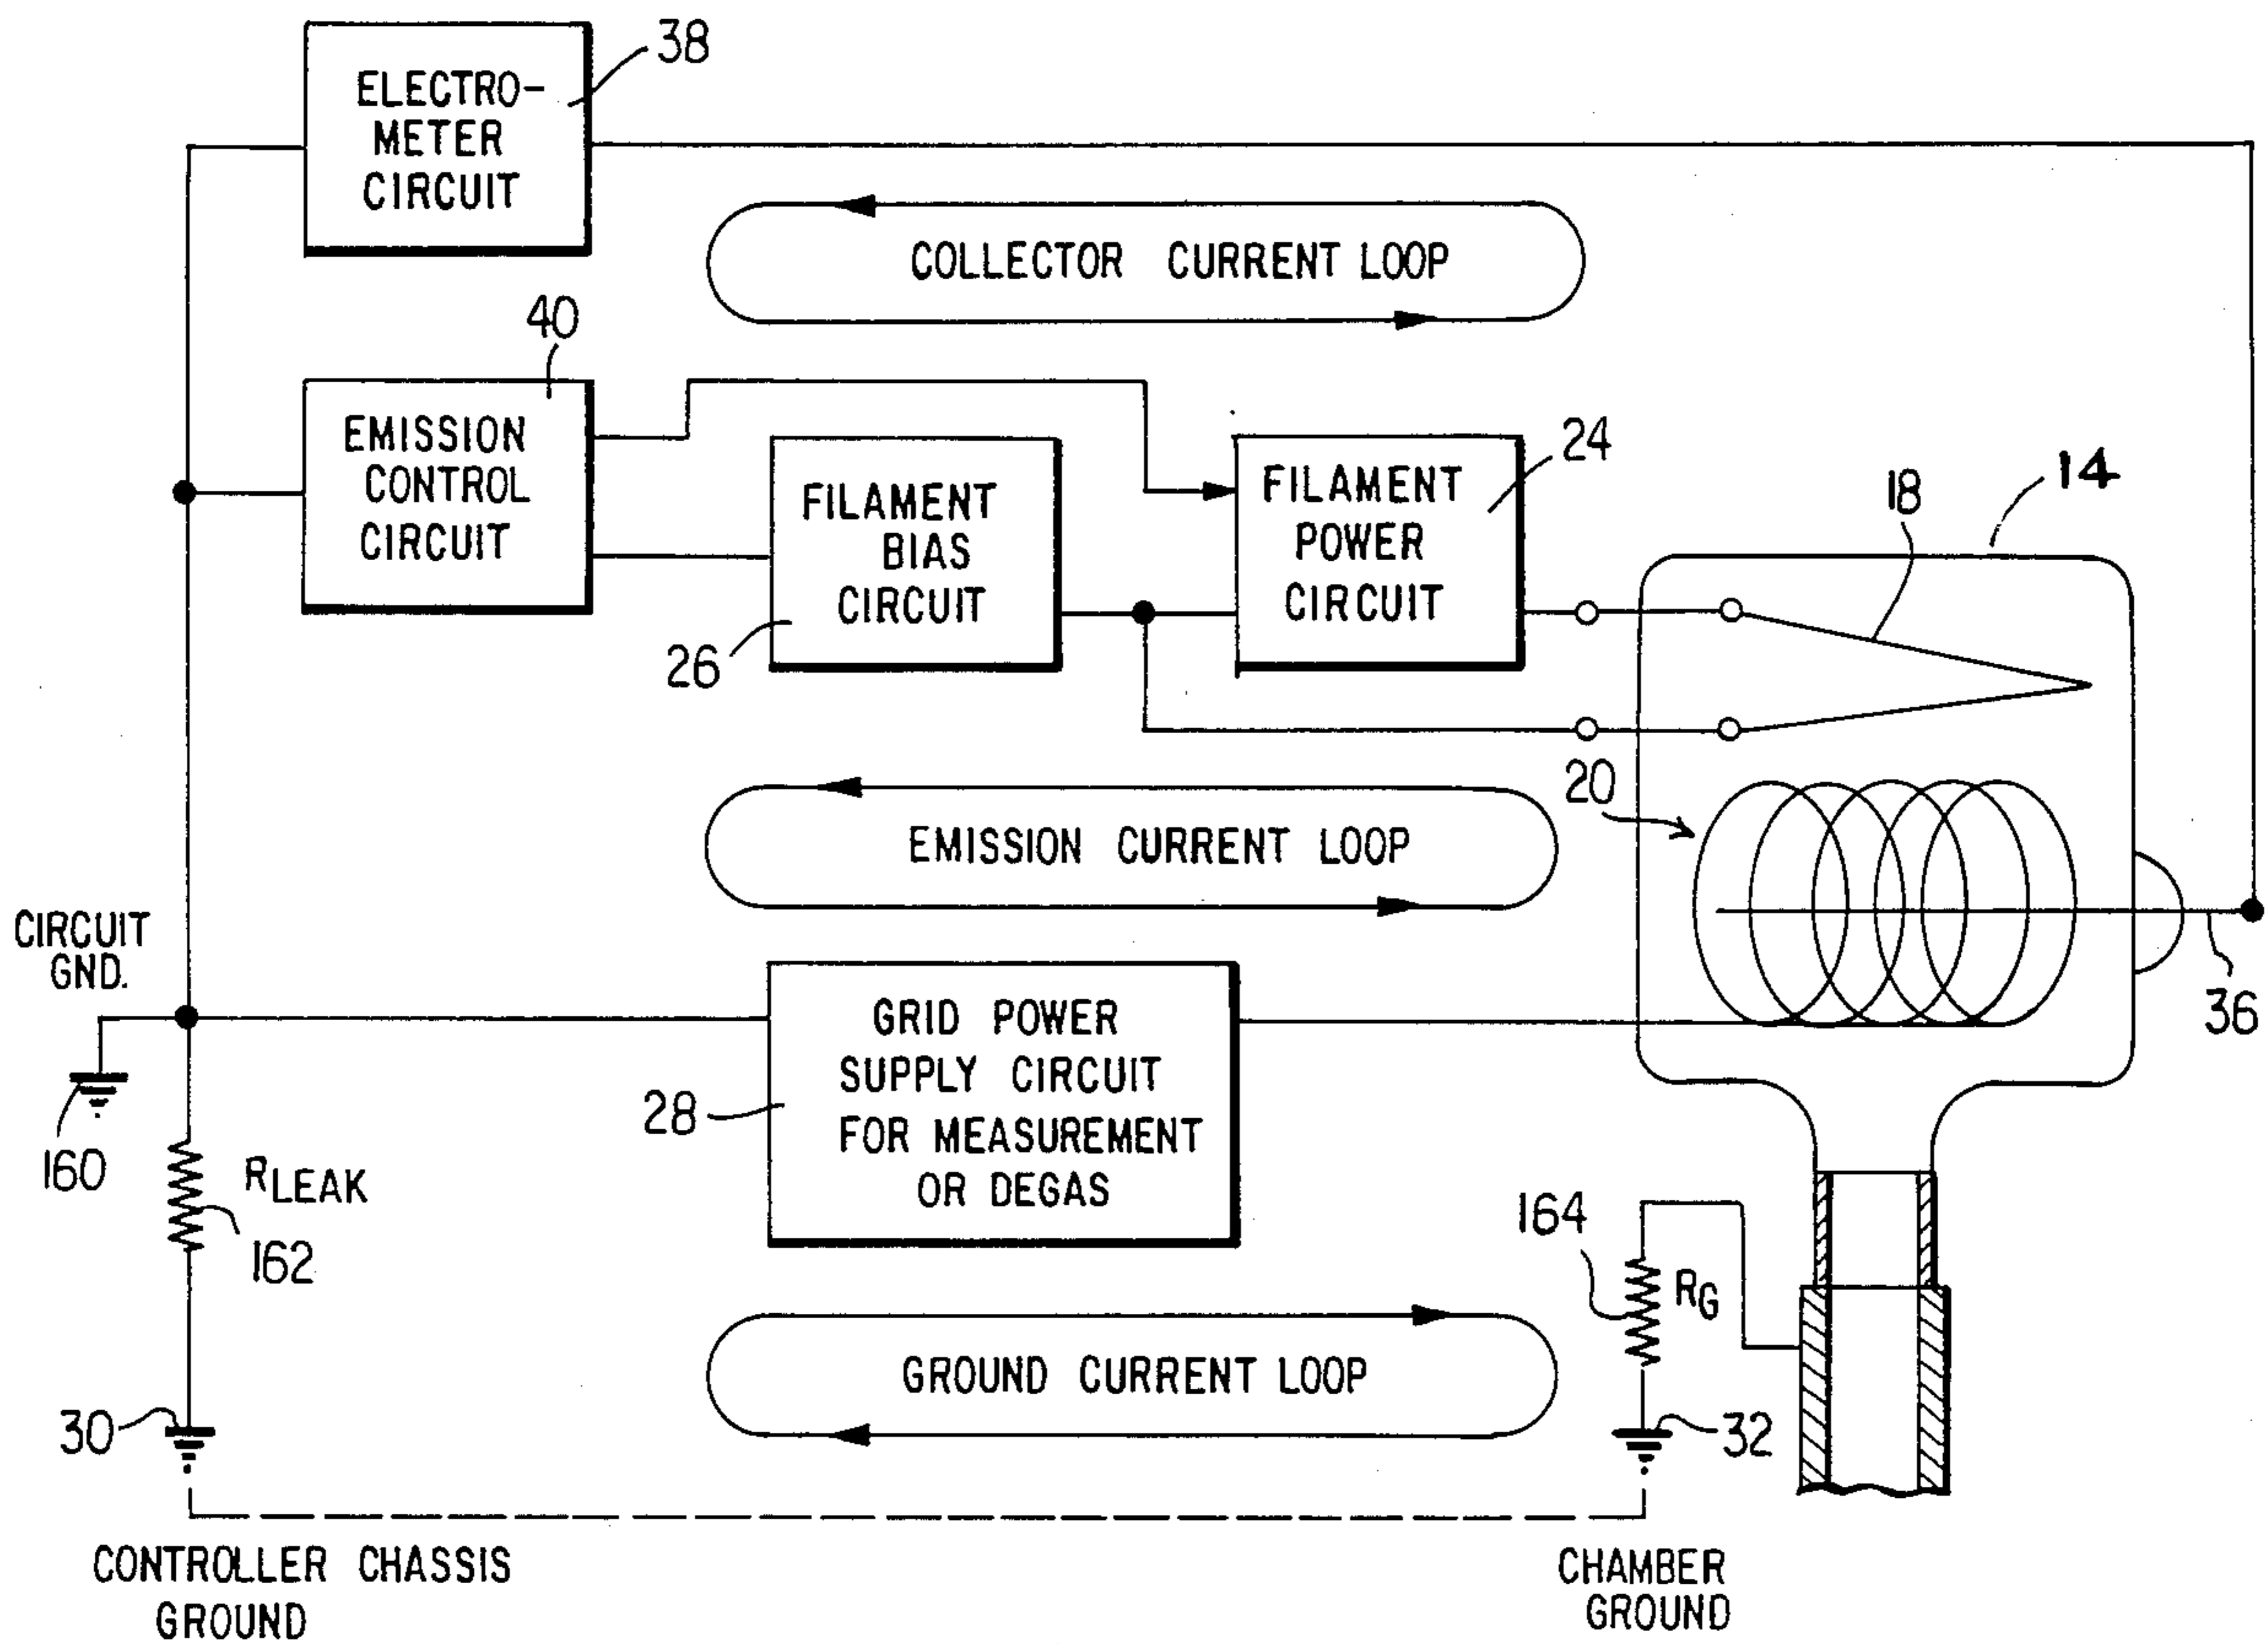 38
ELECTRO-
METER
CIRCUIT
COLLECTOR CURRENT LOOP
40
EMISSION
CONTROL
CIRCUIT
FILAMENT
BIAS
CIRCUIT
26
FILAMENT
POWER
CIRCUIT
24
14
18
20
EMISSION CURRENT LOOP
36
CIRCUIT
GND.
160
RLEAK
162
GRID POWER
SUPPLY CIRCUIT
FOR MEASUREMENT
OR DEGAS
28
164
RG
GROUND CURRENT LOOP
30
32
CONTROLLER CHASSIS
GROUND
CHAMBER
GROUND